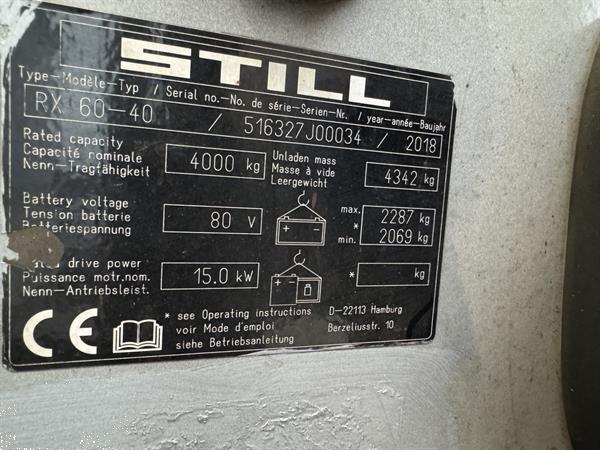 STILL
Type-Modèle-Typ / Serial no.-No. de série-Serien-Nr. / year-année-Baujahr
RX 60-40 / 516327J00034 / 2018
Rated capacity
Capacité nominale
Nenn-Tragfähigkeit
4000 kg
Unladen mass
Masse à vide
Leergewicht
4342 kg
Battery voltage
Tension batterie
Batteriespannung
80 V
+ -
max. 2287 kg
*
min. 2069 kg
drive power
Puissance motr.nom.
Nenn-Antriebsleist.
15.0 kW
+ -
* kg
CE
* see Operating instructions
voir Mode d'emploi
siehe Betriebsanleitung
D-22113 Hamburg
Berzeliusstr. 10